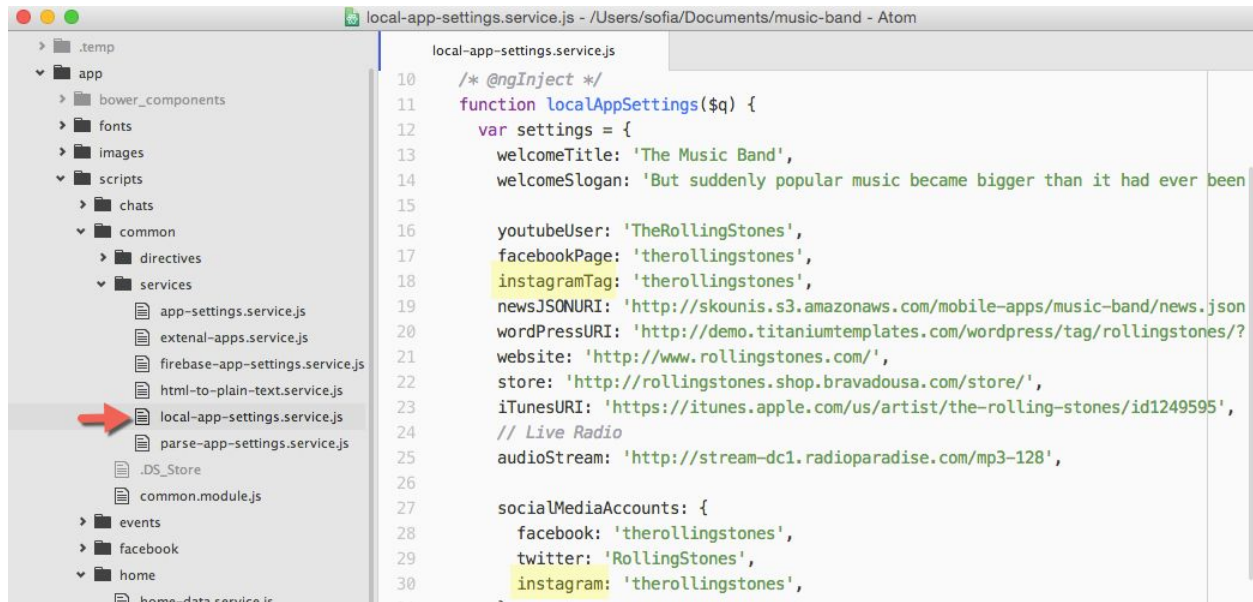 local-app-settings.service.js - /Users/sofia/Documents/music-band - Atom
.temp
app
bower_components
fonts
images
scripts
chats
common
directives
services
app-settings.service.js
extenal-apps.service.js
firebase-app-settings.service.js
html-to-plain-text.service.js
local-app-settings.service.js
parse-app-settings.service.js
.DS_Store
common.module.js
events
facebook
home
home-data.service.js
local-app-settings.service.js
10 /* @ngInject */
11 function localAppSettings($q) {
12 var settings = {
13 welcomeTitle: 'The Music Band',
14 welcomeSlogan: 'But suddenly popular music became bigger than it had ever been
15
16 youtubeUser: 'TheRollingStones',
17 facebookPage: 'therollingstones',
18 instagramTag: 'therollingstones',
19 newsJSONURI: 'http://skounis.s3.amazonaws.com/mobile-apps/music-band/news.json
20 wordPressURI: 'http://demo.titaniumtemplates.com/wordpress/tag/rollingstones/?
21 website: 'http://www.rollingstones.com/',
22 store: 'http://rollingstones.shop.bravadousa.com/store/',
23 iTunesURI: 'https://itunes.apple.com/us/artist/the-rolling-stones/id1249595',
24 // Live Radio
25 audioStream: 'http://stream-dc1.radioparadise.com/mp3-128',
26
27 socialMediaAccounts: {
28 facebook: 'therollingstones',
29 twitter: 'RollingStones',
30 instagram: 'therollingstones',